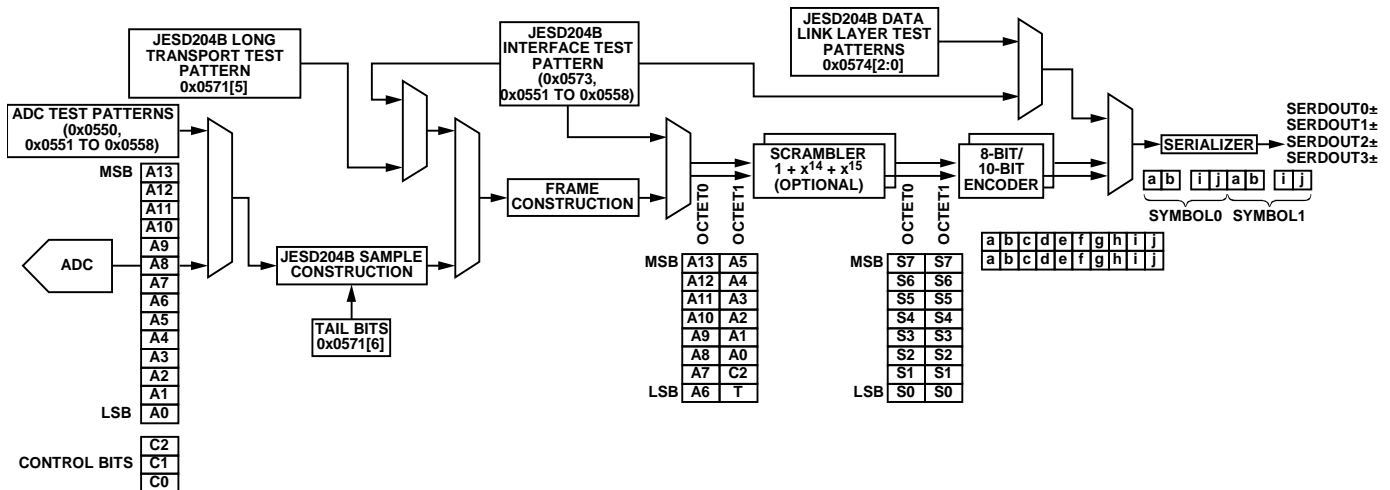 JESD204B LONG
TRANSPORT TEST
PATTERN
0x0571[5]
JESD204B
INTERFACE TEST
PATTERN
(0x0573,
0x0551 TO 0x0558)
JESD204B DATA
LINK LAYER TEST
PATTERNS
0x0574[2:0]
ADC TEST PATTERNS
(0x0550,
0x0551 TO 0x0558)
MSB A13
A12
A11
A10
A9
A8
A7
A6
A5
A4
A3
A2
A1
LSB A0
CONTROL BITS
C2
C1
C0
ADC
JESD204B SAMPLE
CONSTRUCTION
TAIL BITS
0x0571[6]
FRAME
CONSTRUCTION
OCTET0
OCTET1
MSB A13 A5
A12 A4
A11 A3
A10 A2
A9 A1
A8 A0
A7 C2
LSB A6 T
SCRAMBLER
1 + x14 + x15
(OPTIONAL)
OCTET0
OCTET1
MSB S7 S7
S6 S6
S5 S5
S4 S4
S3 S3
S2 S2
S1 S1
LSB S0 S0
8-BIT/
10-BIT
ENCODER
a b c d e f g h i j
a b c d e f g h i j
SERIALIZER
a b i j a b i j
SYMBOL0 SYMBOL1
SERDOUT0±
SERDOUT1±
SERDOUT2±
SERDOUT3±